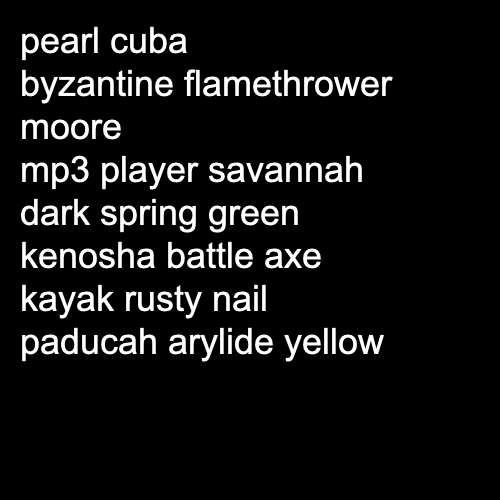 pearl cuba
byzantine flamethrower
moore
mp3 player savannah
dark spring green
kenosha battle axe
kayak rusty nail
paducah arylide yellow